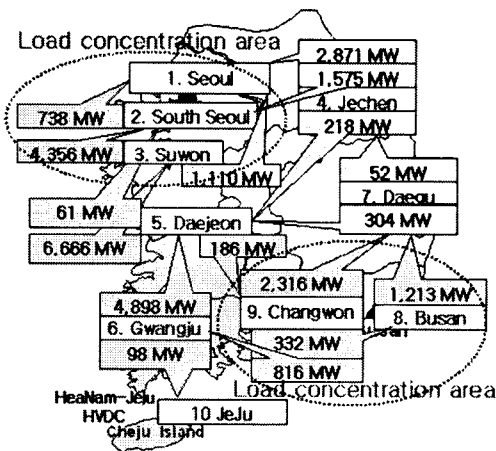 Load concentration area
2.871 MW
1. Seoul
1.575 MW
4. Jechen
738 MW
2. South Seoul
218 MW
4,356 MW
3. Suwon
1,110 MW
52 MW
7. Daegu
61 MW
5. Daejeon
304 MW
6.666 MW
186 MW
2,316 MW
1.213 MW
4,898 MW
9. Changwon
8. Busan
6. Gwangju
332 MW
98 MW
816 MW
Load concentration area
HeaNam-Jeju
HVDC
10 JeJu
Cheju Island